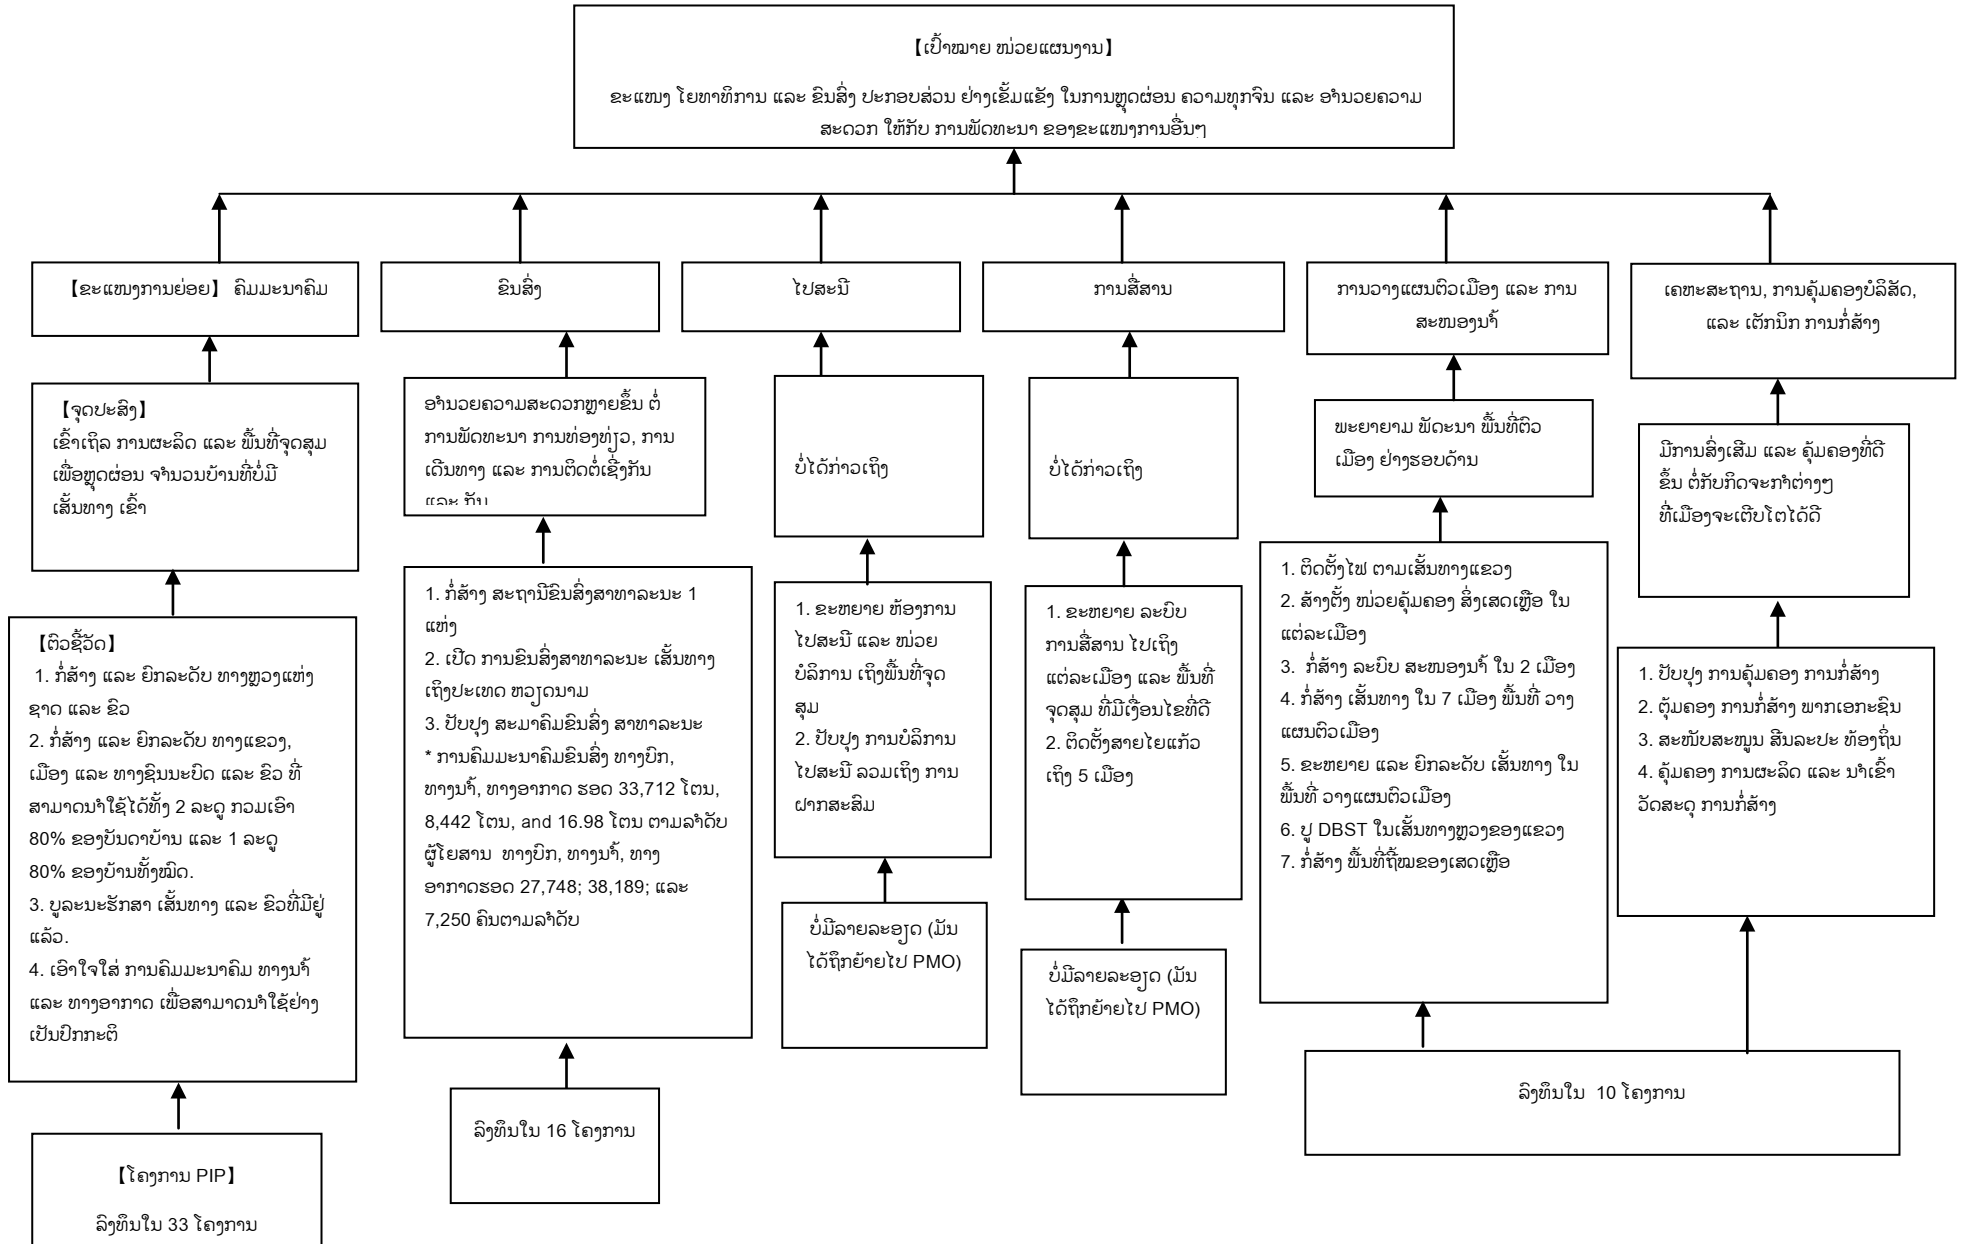 【ເປົ້າໝາຍ ໜ່ວຍແຜນງານ】
ຂະແໜງ ໂຍທາທິການ ແລະ ຂົນສົ່ງ ປະກອບສ່ວນ ຢ່າງເຂັ້ມແຂັງ ໃນການຫຼຸດຜ່ອນ ຄວາມທຸກຈົນ ແລະ ອຳນວຍຄວາມ
ສະດວກ ໃຫ້ກັບ ການພັດທະນາ ຂອງຂະແໜງການອື່ນໆ
【ຂະແໜງການຍ່ອຍ】 ຄົມມະນາຄົມ
【ຈຸດປະສົງ】
ເຂົ້າເຖິລ ການຜະລິດ ແລະ ພື້ນທີ່ຈຸດສຸມ
ເພື່ອຫຼຸດຜ່ອນ ຈຳນວນບ້ານທີ່ບໍ່ມີ
ເສັ້ນທາງ ເຂົ້າ
【ຕົວຊີ້ວັດ】
1. ກໍ່ສ້າງ ແລະ ຍົກລະດັບ ທາງຫຼວງແຫ່ງ
ຊາດ ແລະ ຂົວ
2. ກໍ່ສ້າງ ແລະ ຍົກລະດັບ ທາງແຂວງ,
ເມືອງ ແລະ ທາງຊົນນະບົດ ແລະ ຂົວ ທີ່
ສາມາດນຳໃຊ້ໄດ້ທັ້ງ 2 ລະດູ ກວມເອົາ
80% ຂອງບັນດາບ້ານ ແລະ 1 ລະດູ
80% ຂອງບ້ານທັ້ງໝົດ.
3. ບູລະນະຮັກສາ ເສັ້ນທາງ ແລະ ຂົວທີ່ມີຢູ່
ແລ້ວ.
4. ເອົາໃຈໃສ່ ການຄົມມະນາຄົມ ທາງນຳ້
ແລະ ທາງອາກາດ ເພື່ອສາມາດນຳໃຊ້ຢ່າງ
ເປັນປົກກະຕິ
【ໂຄງການ PIP】
ລົງທຶນໃນ 33 ໂຄງການ
ຂົນສົ່ງ
ອຳນວຍຄວາມສະດວກຫຼາຍຂຶ້ນ ຕໍ່
ການພັດທະນາ ການທ່ອງທ່ຽວ, ການ
ເດີນທາງ ແລະ ການຕິດຕໍ່ເຊິ່ງກັນ
ແລະ ກັນ
1. ກໍ່ສ້າງ ສະຖານີຂົນສົ່ງສາທາລະນະ 1
ແຫ່ງ
2. ເປີດ ການຂົນສົ່ງສາທາລະນະ ເສັ້ນທາງ
ເຖິງປະເທດ ຫວຽດນາມ
3. ປັບປຸງ ສະມາຄົມຂົນສົ່ງ ສາທາລະນະ
* ການຄົມມະນາຄົມຂົນສົ່ງ ທາງບົກ,
ທາງນຳ້, ທາງອາກາດ ຮອດ 33,712 ໂຕນ,
8,442 ໂຕນ, and 16.98 ໂຕນ ຕາມລຳດັບ
ຜູ້ໂຍສານ ທາງບົກ, ທາງນຳ້, ທາງ
ອາກາດຮອດ 27,748; 38,189; ແລະ
7,250 ຄົນຕາມລຳດັບ
ລົງທຶນໃນ 16 ໂຄງການ
ໄປສະນີ
ບໍ່ໄດ້ກ່າວເຖິງ
1. ຂະຫຍາຍ ຫ້ອງການ
ໄປສະນີ ແລະ ໜ່ວຍ
ບໍລິການ ເຖິງພື້ນທີ່ຈຸດ
ສຸມ
2. ປັບປຸງ ການບໍລິການ
ໄປສະນີ ລວມເຖິງ ການ
ຝາກສະສົມ
ບໍ່ມີລາຍລະອຽດ (ມັນ
ໄດ້ຖຶກຍ້າຍໄປ PMO)
ການສື່ສານ
ບໍ່ໄດ້ກ່າວເຖິງ
1. ຂະຫຍາຍ ລະບົບ
ການສື່ສານ ໄປເຖິງ
ແຕ່ລະເມືອງ ແລະ ພື້ນທີ່
ຈຸດສຸມ ທີ່ມີເງື່ອນໄຂທີ່ດີ
2. ຕິດຕັ້ງສາຍໄຍແກ້ວ
ເຖິງ 5 ເມືອງ
ບໍ່ມີລາຍລະອຽດ (ມັນ
ໄດ້ຖຶກຍ້າຍໄປ PMO)
ການວາງແຜນຕົວເມືອງ ແລະ ການ
ສະໜອງນຳ້
ພະຍາຍາມ ພັດະນາ ພື້ນທີ່ຕົວ
ເມືອງ ຢ່າງຮອບດ້ານ
1. ຕິດຕັ້ງໄຟ ຕາມເສັ້ນທາງແຂວງ
2. ສ້າງຕັ້ງ ໜ່ວຍຄຸ້ມຄອງ ສິ່ງເສດເຫຼືອ ໃນ
ແຕ່ລະເມືອງ
3. ກໍ່ສ້າງ ລະບົບ ສະໜອງນຳ້ ໃນ 2 ເມືອງ
4. ກໍ່ສ້າງ ເສັ້ນທາງ ໃນ 7 ເມືອງ ພື້ນທີ່ ວາງ
ແຜນຕົວເມືອງ
5. ຂະຫຍາຍ ແລະ ຍົກລະດັບ ເສັ້ນທາງ ໃນ
ພື້ນທີ່ ວາງແຜນຕົວເມືອງ
6. ປູ DBST ໃນເສັ້ນທາງຫຼວງຂອງແຂວງ
7. ກໍ່ສ້າງ ພື້ນທີ່ຖີ້ໝຂອງເສດເຫຼືອ
ເຄຫະສະຖານ, ການຄຸ້ມຄອງບໍລິສັດ,
ແລະ ເຕັກນິກ ການກໍ່ສ້າງ
ມີການສົ່ງເສີມ ແລະ ຄຸ້ມຄອງທີ່ດີ
ຂຶ້ນ ຕໍ່ກັບກິດຈະກຳຕ່າງໆ
ທີ່ເມືອງຈະເຕີບໂຕໄດ້ດີ
1. ປັບປຸງ ການຄຸ້ມຄອງ ການກໍ່ສ້າງ
2. ຕຸ້ມຄອງ ການກໍ່ສ້າງ ພາກເອກະຊົນ
3. ສະໜັບສະໜູນ ສີນລະປະ ທ້ອງຖິ່ນ
4. ຄຸ້ມຄອງ ການຜະລິດ ແລະ ນຳເຂົ້າ
ວັດສະດຸ ການກໍ່ສ້າງ
ລົງທຶນໃນ 10 ໂຄງການ